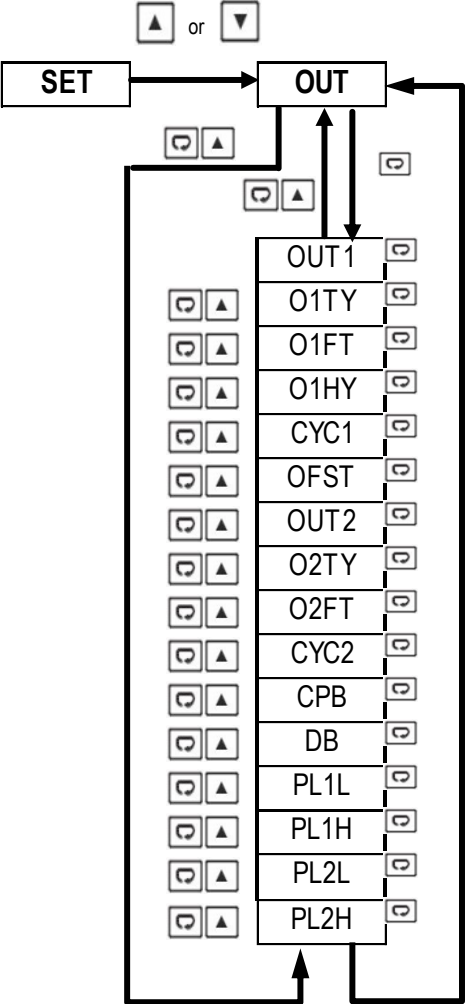 or
SET OUT
OUT1
O1TY
O1FT
O1HY
CYC1
OFST
OUT2
O2TY
O2FT
CYC2
CPB
DB
PL1L
PL1H
PL2L
PL2H